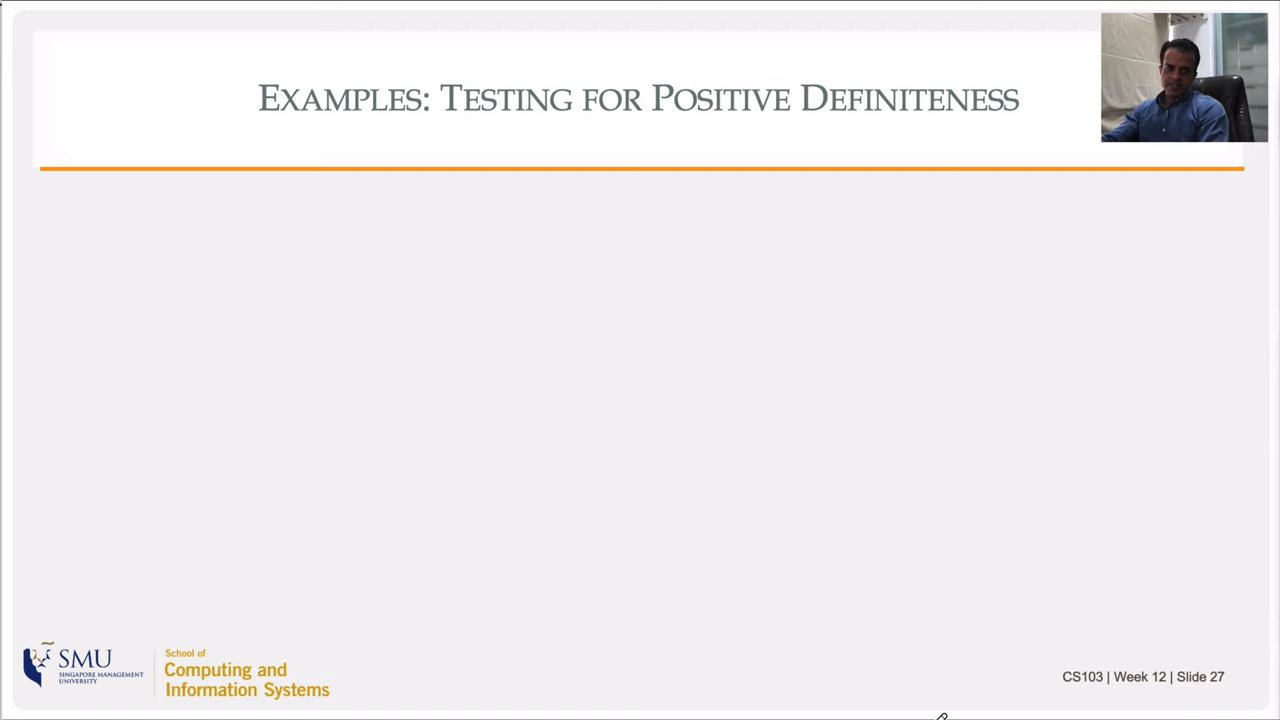 EXAMPLES: TESTING FOR POSITIVE DEFINITENESS
SMU
SINGAPORE MANAGEMENT
UNIVERSITY
School of
Computing and
Information Systems
CS103 | Week 12 | Slide 27